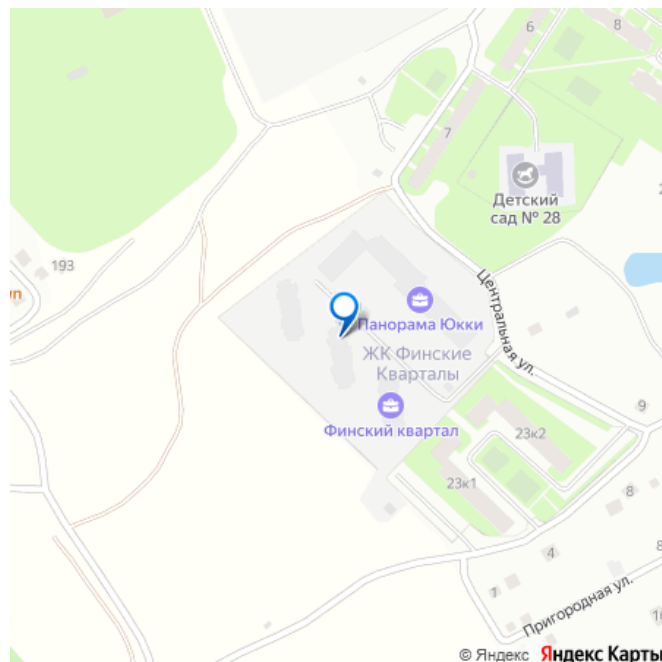 6
8
7
Детский
сад № 28
193
Центральная ул.
Панорама Юкки
ЖК Финские
Кварталы
Финский квартал
23к2
9
23к1
8
4
Пригородная ул.
© Яндекс Яндекс Карты